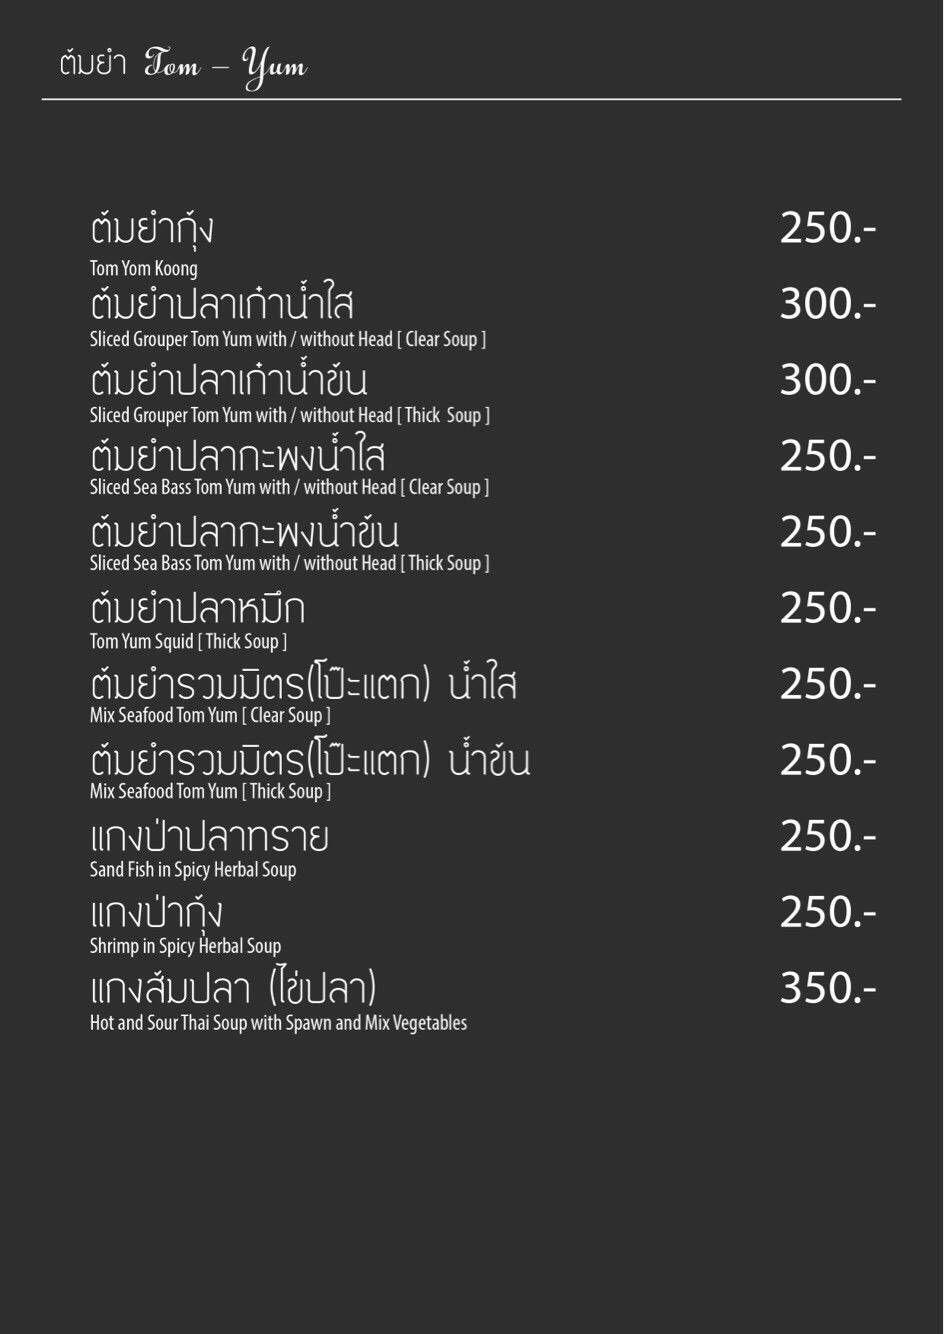 ต้มยำ Tom – Yum
ต้มยำกุ้ง 250.-
Tom Yom Koong
ต้มยำปลาเก๋าน้ำใส 300.-
Sliced Grouper Tom Yum with / without Head [ Clear Soup ]
ต้มยำปลาเก๋าน้ำข้น 300.-
Sliced Grouper Tom Yum with / without Head [ Thick Soup ]
ต้มยำปลากะพงน้ำใส 250.-
Sliced Sea Bass Tom Yum with / without Head [ Clear Soup ]
ต้มยำปลากะพงน้ำข้น 250.-
Sliced Sea Bass Tom Yum with / without Head [ Thick Soup ]
ต้มยำปลาหมึก 250.-
Tom Yum Squid [ Thick Soup ]
ต้มยำรวมมิตร(โป๊ะแตก) น้ำใส 250.-
Mix Seafood Tom Yum [ Clear Soup ]
ต้มยำรวมมิตร(โป๊ะแตก) น้ำข้น 250.-
Mix Seafood Tom Yum [ Thick Soup ]
แกงป่าปลาทราย 250.-
Sand Fish in Spicy Herbal Soup
แกงป่ากุ้ง 250.-
Shrimp in Spicy Herbal Soup
แกงส้มปลา (ไข่ปลา) 350.-
Hot and Sour Thai Soup with Spawn and Mix Vegetables